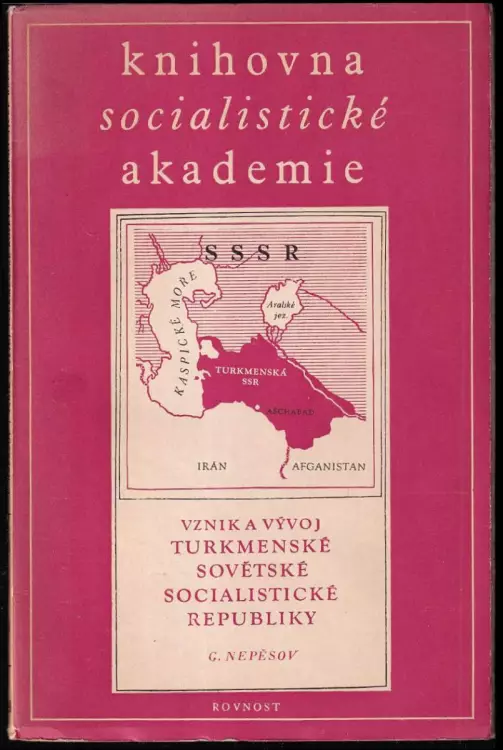 knihovna
socialistické
akademie
SSSR
KASPICKÉ MOŘE
Aralské
jez.
TURKMENSKÁ
SSR
AŠCHABAD
IRÁN
AFGANISTAN
VZNIK A VÝVOJ
TURKMENSKÉ
SOVĚTSKÉ
SOCIALISTICKÉ
REPUBLIKY
G. NEPĚSOV
ROVNOST